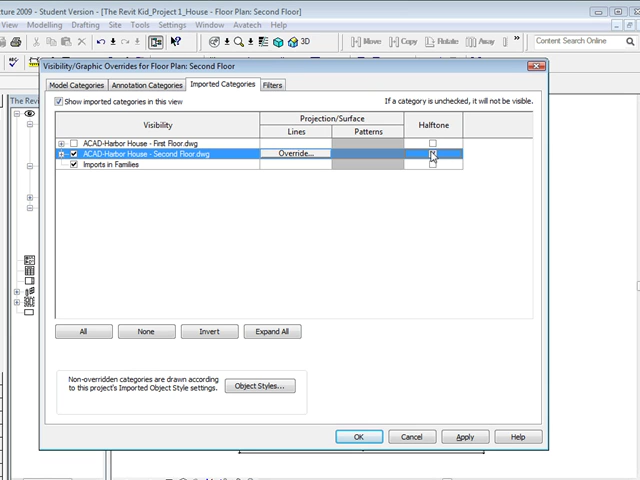 cture 2009 - Student Version - [The Revit Kid_Project 1_House - Floor Plan: Second Floor]
View Modelling Drafting Site Tools Settings Window Avatech Help
Move Copy Rotate Array »
Content Search Online
3D
Visibility/Graphic Overrides for Floor Plan: Second Floor
Model Categories Annotation Categories Imported Categories Filters
Show imported categories in this view
If a category is unchecked, it will not be visible.
Visibility
Projection/Surface
Halftone
Lines
Patterns
ACAD-Harbor House - First Floor.dwg
ACAD-Harbor House - Second Floor.dwg
Override...
Imports in Families
All
None
Invert
Expand All
Non-overridden categories are drawn according
to this project's Imported Object Style settings.
Object Styles...
OK
Cancel
Apply
Help
The Revi